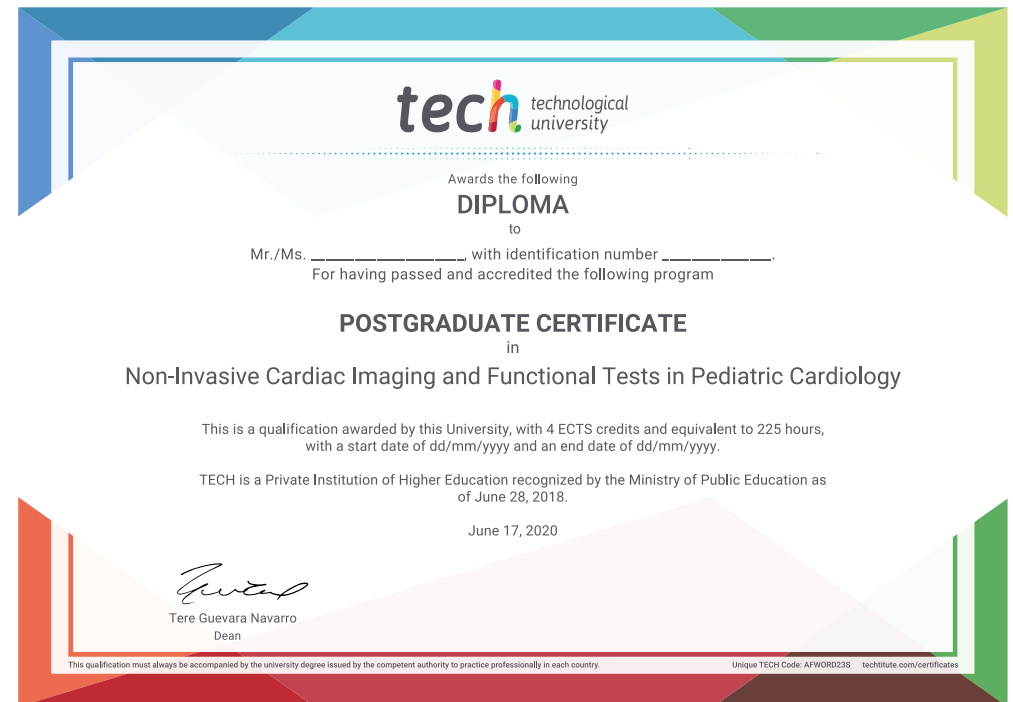 tech technological
university
Awards the following
DIPLOMA
to
Mr./Ms. ____________________, with identification number ______________.
For having passed and accredited the following program
POSTGRADUATE CERTIFICATE
in
Non-Invasive Cardiac Imaging and Functional Tests in Pediatric Cardiology
This is a qualification awarded by this University, with 4 ECTS credits and equivalent to 225 hours,
with a start date of dd/mm/yyyy and an end date of dd/mm/yyyy.
TECH is a Private Institution of Higher Education recognized by the Ministry of Public Education as
of June 28, 2018.
June 17, 2020
Tere Guevara Navarro
Dean
This qualification must always be accompanied by the university degree issued by the competent authority to practice professionally in each country.
Unique TECH Code: AFWORD23S techtitute.com/certificates